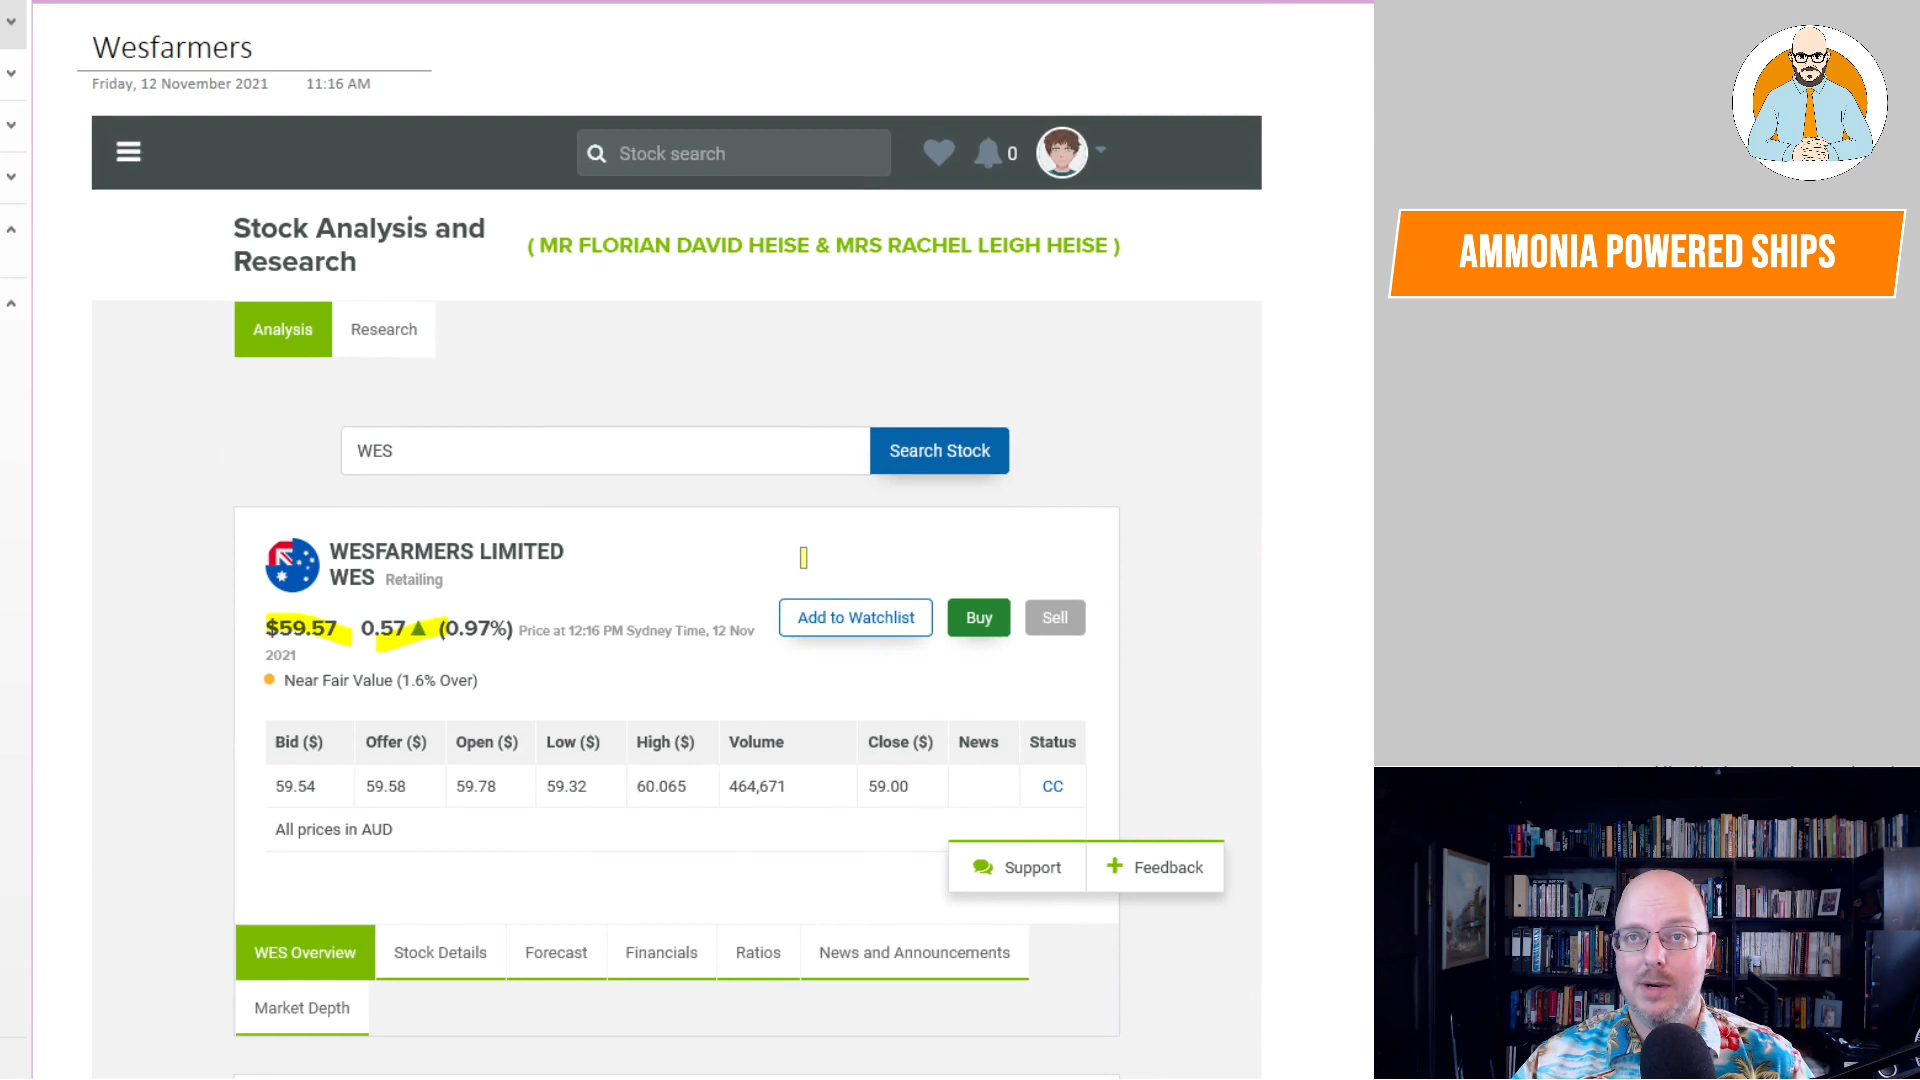 Wesfarmers
Friday, 12 November 2021 11:16 AM
Stock search
0
Stock Analysis and
Research
( MR FLORIAN DAVID HEISE & MRS RACHEL LEIGH HEISE )
AMMONIA POWERED SHIPS
Analysis Research
WES Search Stock
WESFARMERS LIMITED
WES Retailing
$59.57 0.57 ▲ (0.97%) Price at 12:16 PM Sydney Time, 12 Nov
2021
Add to Watchlist Buy Sell
Near Fair Value (1.6% Over)
Bid ($) Offer ($) Open ($) Low ($) High ($) Volume Close ($) News Status
59.54 59.58 59.78 59.32 60.065 464,671 59.00 CC
All prices in AUD
Support + Feedback
WES Overview Stock Details Forecast Financials Ratios News and Announcements
Market Depth